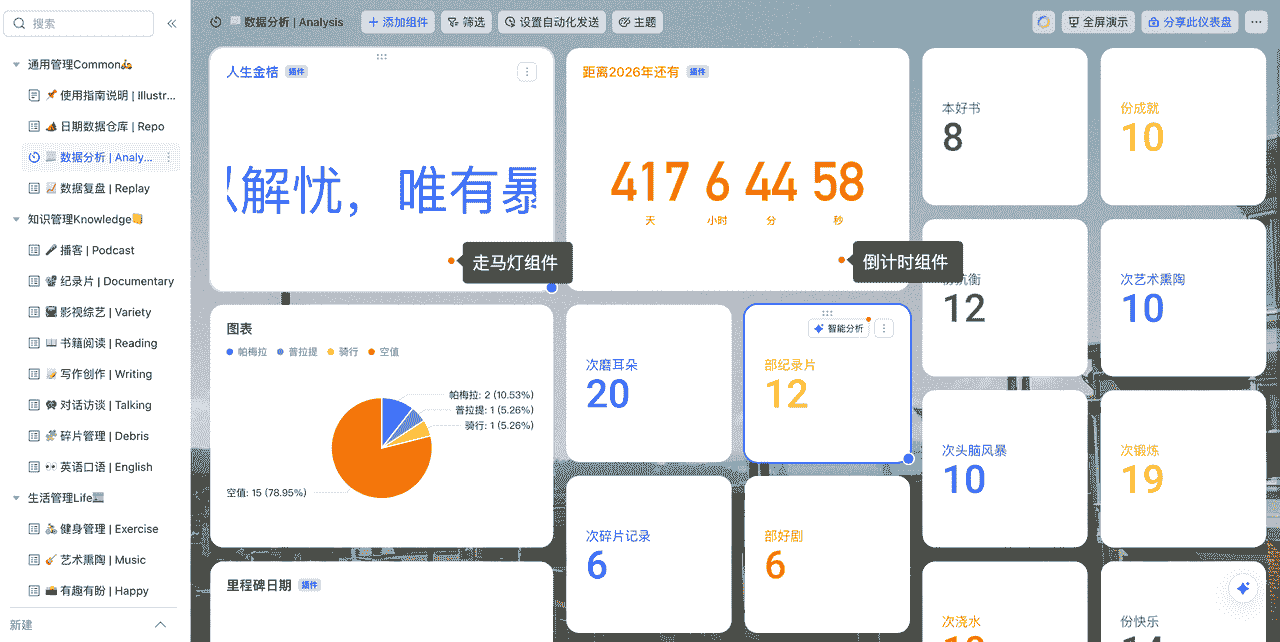 搜索
通用管理Common
使用指南说明 | Illustr...
日期数据仓库 | Repo
数据分析 | Analy...
数据复盘 | Replay
知识管理Knowledge
播客 | Podcast
纪录片 | Documentary
影视综艺 | Variety
书籍阅读 | Reading
写作创作 | Writing
对话访谈 | Talking
碎片管理 | Debris
英语口语 | English
生活管理Life
健身管理 | Exercise
艺术熏陶 | Music
有趣有盼 | Happy
新建
数据分析 | Analysis
+ 添加组件
筛选
设置自动化发送
主题
全屏演示
分享此仪表盘
人生金桔 插件
解忧，唯有暴
走马灯组件
距离2026年还有 插件
417 6 44 58
天 小时 分 秒
倒计时组件
本好书
8
份成就
10
抗衡
12
次艺术熏陶
10
图表
帕梅拉 普拉提 骑行 空值
帕梅拉: 2 (10.53%)
普拉提: 1 (5.26%)
骑行: 1 (5.26%)
空值: 15 (78.95%)
次磨耳朵
20
智能分析
部纪录片
12
次头脑风暴
10
次锻炼
19
次碎片记录
6
部好剧
6
里程碑日期 插件
次浇水
份快乐